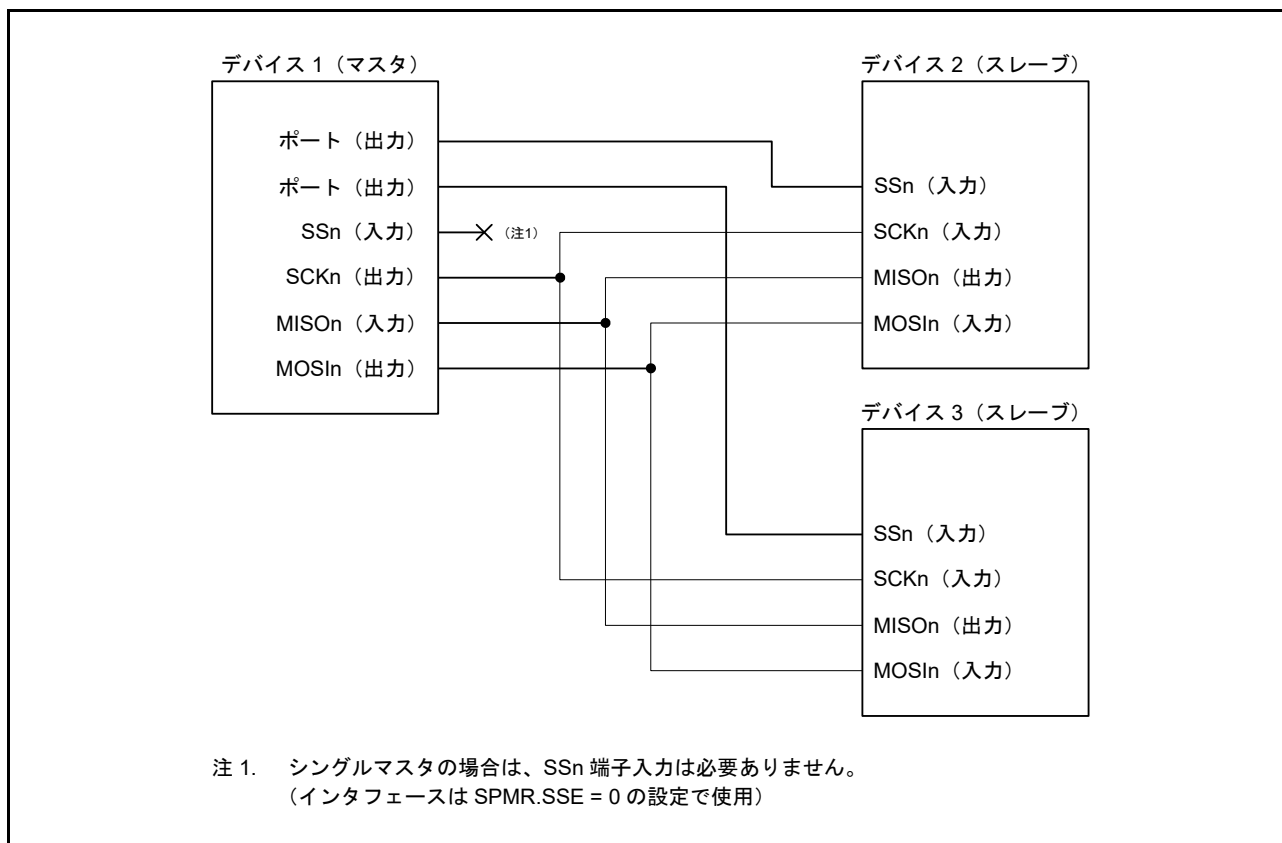 デバイス 1（マスタ）
ポート（出力）
ポート（出力）
SSn（入力）
（注1）
SCKn（出力）
MISOn（入力）
MOSIn（出力）
デバイス 2（スレーブ）
SSn（入力）
SCKn（入力）
MISOn（出力）
MOSIn（入力）
デバイス 3（スレーブ）
SSn（入力）
SCKn（入力）
MISOn（出力）
MOSIn（入力）
注 1. シングルマスタの場合は、SSn 端子入力は必要ありません。
（インタフェースは SPMR.SSE = 0 の設定で使用）